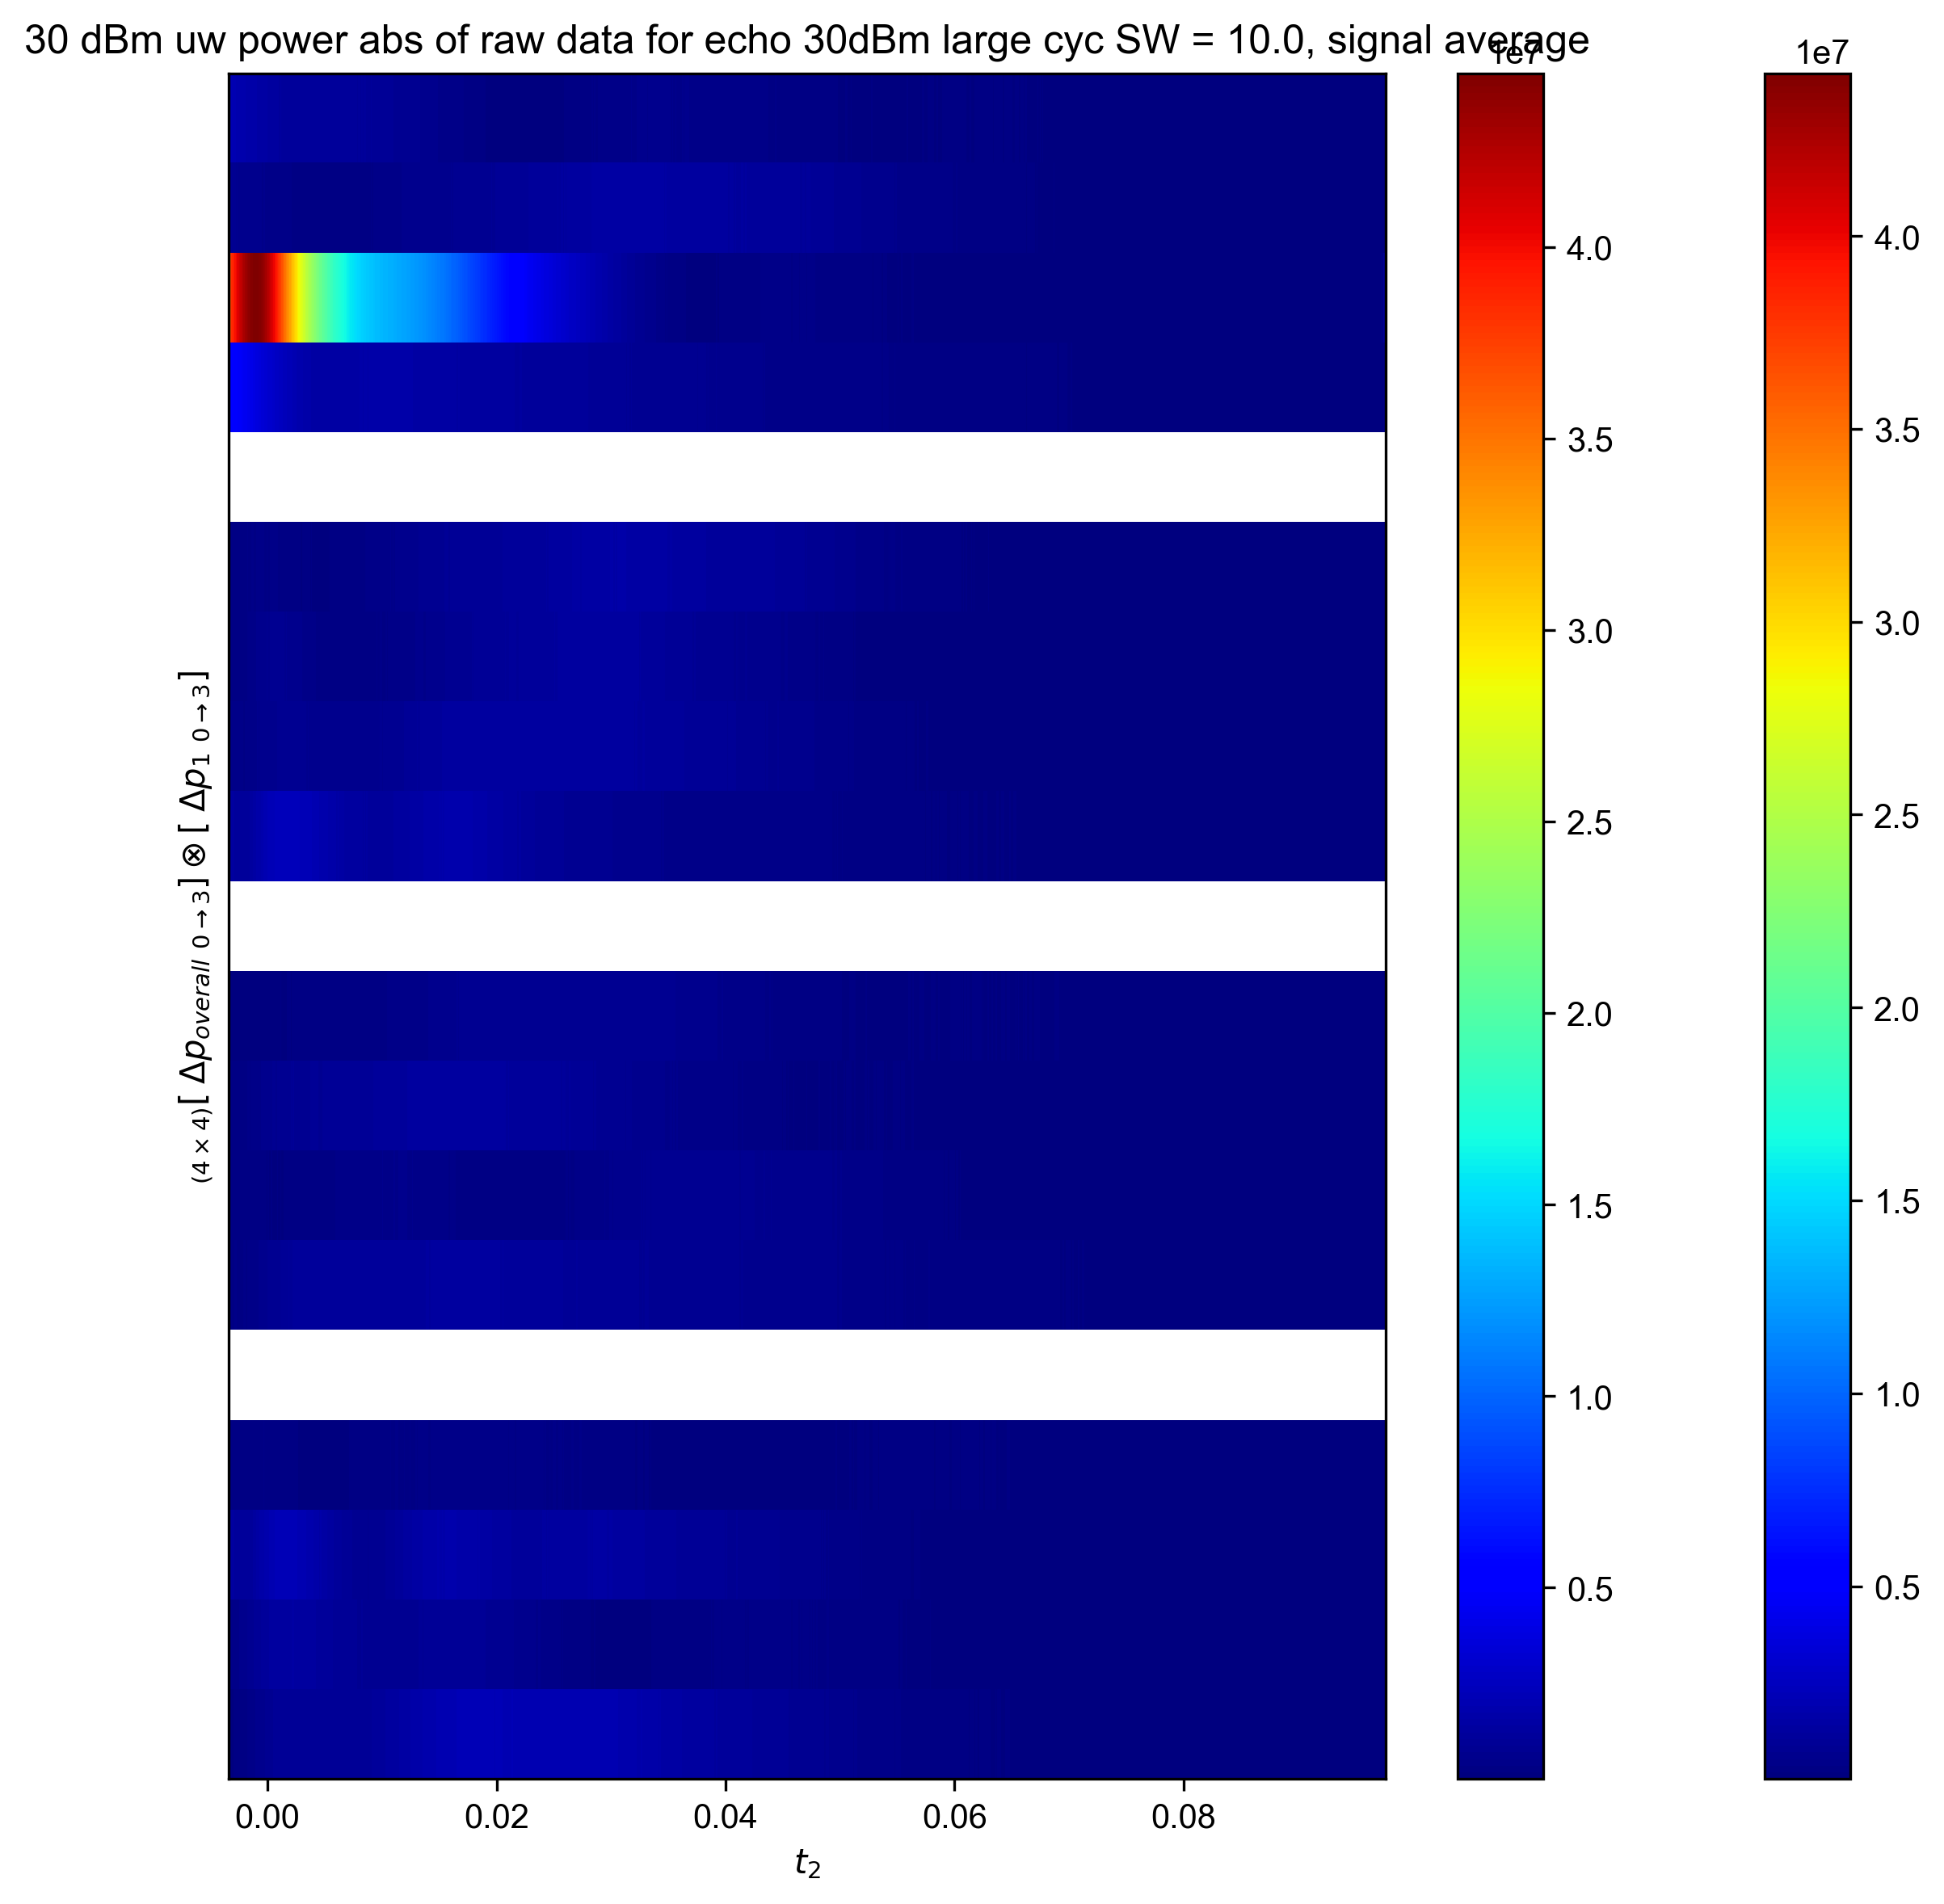 30 dBm uw power abs of raw data for echo 30dBm large cyc SW = 10.0, signal average
1e7
1e7
(4×4)[ Δp_overall 0→3] ⊗ [ Δp_1 0→3]
4.0
3.5
3.0
2.5
2.0
1.5
1.0
0.5
4.0
3.5
3.0
2.5
2.0
1.5
1.0
0.5
0.00 0.02 0.04 0.06 0.08
t_2